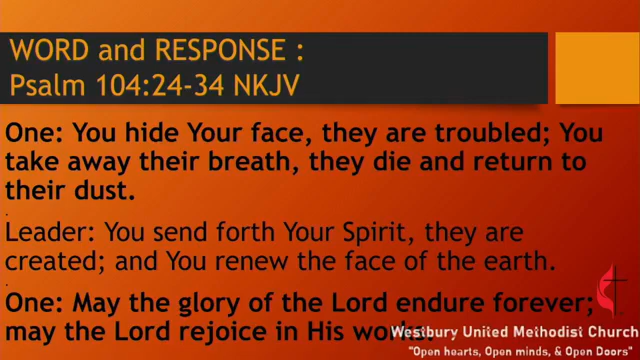 WORD and RESPONSE :
Psalm 104:24-34 NKJV
One: You hide Your face, they are troubled; You
take away their breath, they die and return to
their dust.
.
Leader: You send forth Your Spirit, they are
created; and You renew the face of the earth.
.
One: May the glory of the Lord endure forever;
may the Lord rejoice in His works.
Westbury United Methodist Church
"Open hearts, Open minds, & Open Doors"